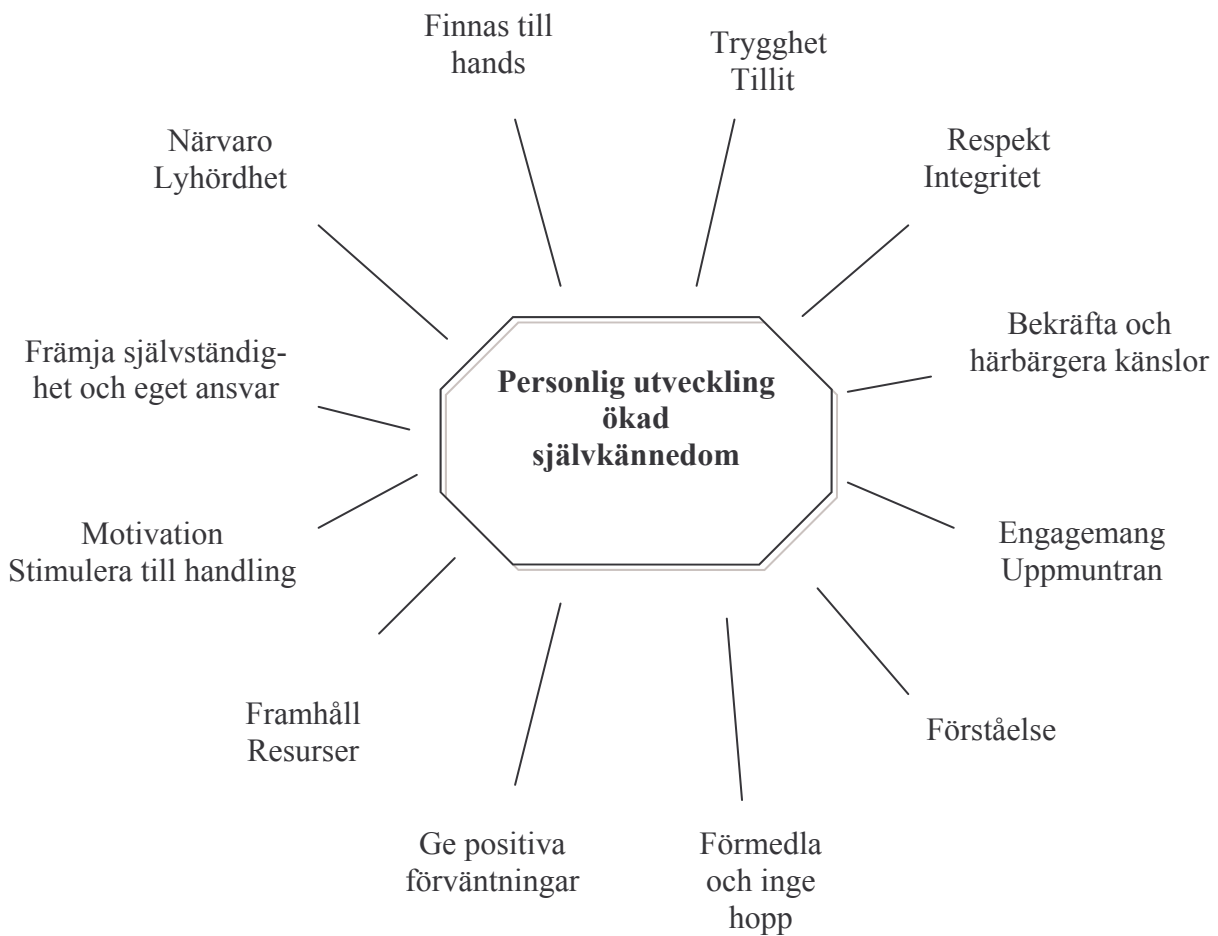 Finnas till
hands
Trygghet
Tillit
Närvaro
Lyhördhet
Respekt
Integritet
Bekräfta och
härbärgera känslor
Främja självständig-
het och eget ansvar
Personlig utveckling
ökad
självkännedom
Motivation
Stimulera till handling
Engagemang
Uppmuntran
Framhåll
Resurser
Förståelse
Ge positiva
förväntningar
Förmedla
och inge
hopp